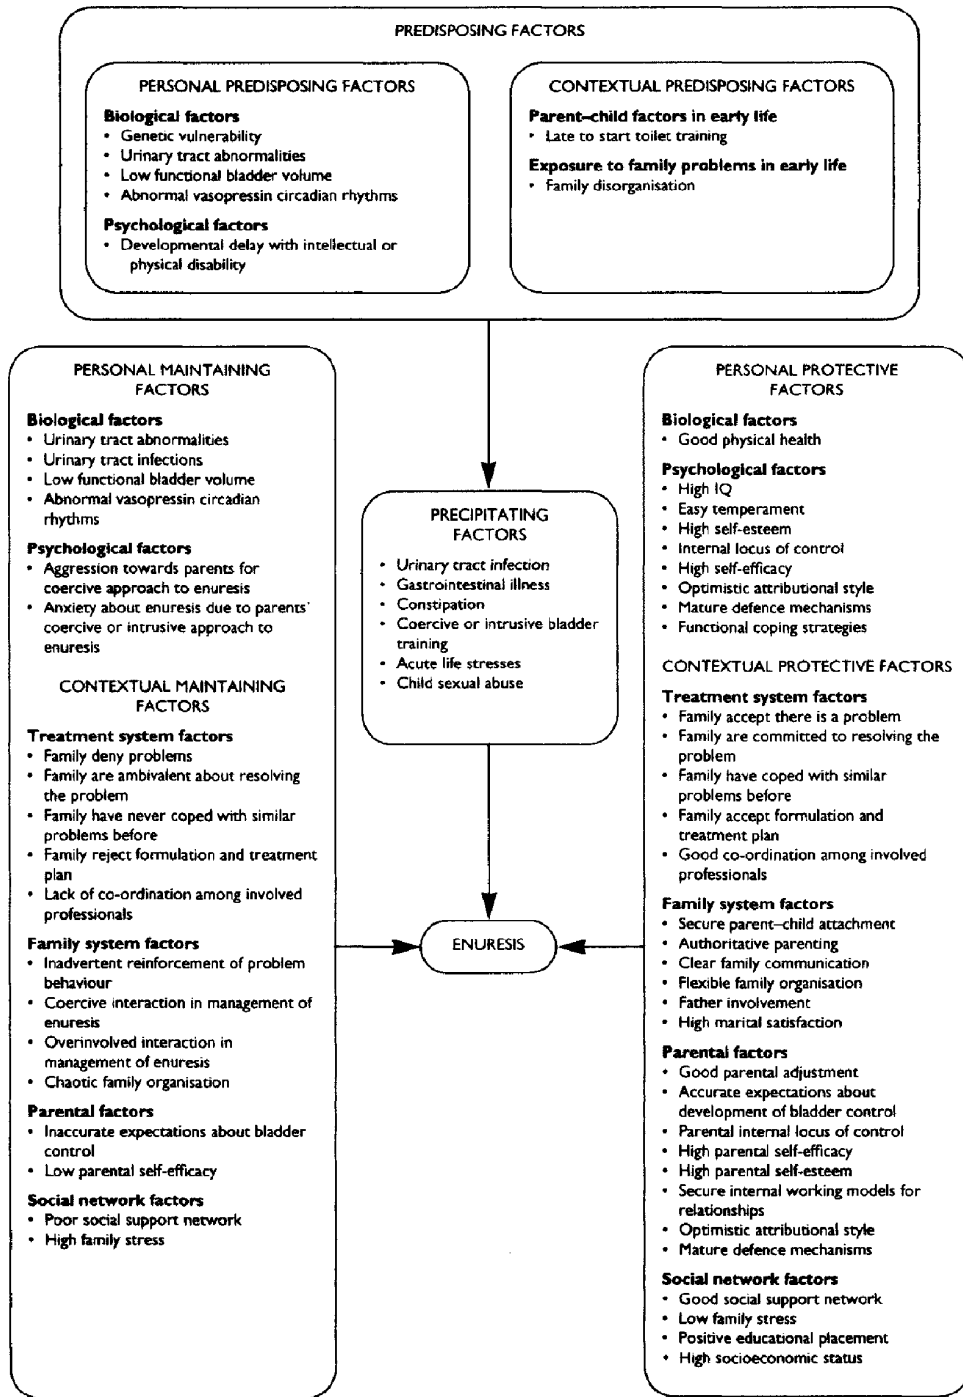 PREDISPOSING FACTORS
PERSONAL PREDISPOSING FACTORS
Biological factors
• Genetic vulnerability
• Urinary tract abnormalities
• Low functional bladder volume
• Abnormal vasopressin circadian rhythms
Psychological factors
• Developmental delay with intellectual or
physical disability
CONTEXTUAL PREDISPOSING FACTORS
Parent–child factors in early life
• Late to start toilet training
Exposure to family problems in early life
• Family disorganisation
PERSONAL MAINTAINING
FACTORS
Biological factors
• Urinary tract abnormalities
• Urinary tract infections
• Low functional bladder volume
• Abnormal vasopressin circadian
rhythms
Psychological factors
• Aggression towards parents for
coercive approach to enuresis
• Anxiety about enuresis due to parents'
coercive or intrusive approach to
enuresis
CONTEXTUAL MAINTAINING
FACTORS
Treatment system factors
• Family deny problems
• Family are ambivalent about resolving
the problem
• Family have never coped with similar
problems before
• Family reject formulation and treatment
plan
• Lack of co-ordination among involved
professionals
Family system factors
• Inadvertent reinforcement of problem
behaviour
• Coercive interaction in management of
enuresis
• Overinvolved interaction in
management of enuresis
• Chaotic family organisation
Parental factors
• Inaccurate expectations about bladder
control
• Low parental self-efficacy
Social network factors
• Poor social support network
• High family stress
PRECIPITATING
FACTORS
• Urinary tract infection
• Gastrointestinal illness
• Constipation
• Coercive or intrusive bladder
training
• Acute life stresses
• Child sexual abuse
ENURESIS
PERSONAL PROTECTIVE
FACTORS
Biological factors
• Good physical health
Psychological factors
• High IQ
• Easy temperament
• High self-esteem
• Internal locus of control
• High self-efficacy
• Optimistic attributional style
• Mature defence mechanisms
• Functional coping strategies
CONTEXTUAL PROTECTIVE FACTORS
Treatment system factors
• Family accept there is a problem
• Family are committed to resolving the
problem
• Family have coped with similar
problems before
• Family accept formulation and
treatment plan
• Good co-ordination among involved
professionals
Family system factors
• Secure parent–child attachment
• Authoritative parenting
• Clear family communication
• Flexible family organisation
• Father involvement
• High marital satisfaction
Parental factors
• Good parental adjustment
• Accurate expectations about
development of bladder control
• Parental internal locus of control
• High parental self-efficacy
• High parental self-esteem
• Secure internal working models for
relationships
• Optimistic attributional style
• Mature defence mechanisms
Social network factors
• Good social support network
• Low family stress
• Positive educational placement
• High socioeconomic status